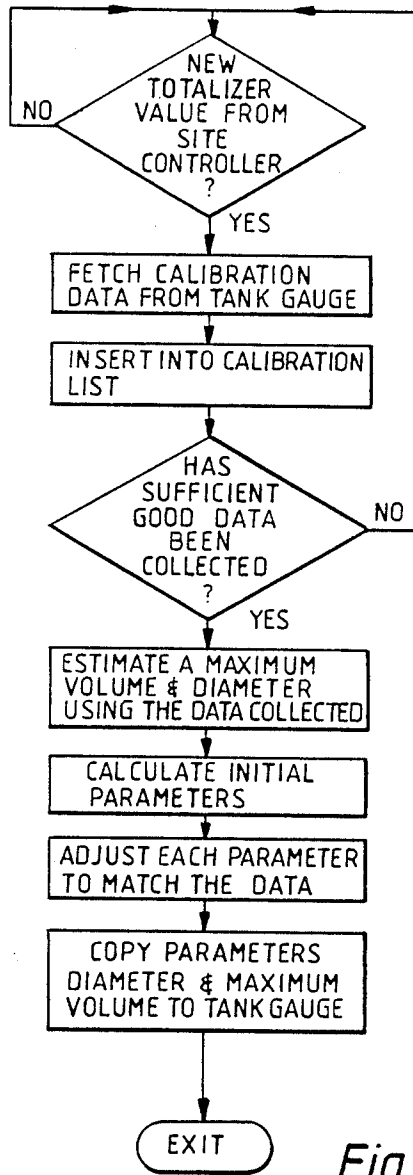 NEW
TOTALIZER
VALUE FROM
SITE
CONTROLLER
?
NO
YES
FETCH CALIBRATION
DATA FROM TANK GAUGE
INSERT INTO CALIBRATION
LIST
HAS
SUFFICIENT
GOOD DATA
BEEN
COLLECTED
?
NO
YES
ESTIMATE A MAXIMUM
VOLUME & DIAMETER
USING THE DATA COLLECTED
CALCULATE INITIAL
PARAMETERS
ADJUST EACH PARAMETER
TO MATCH THE DATA
COPY PARAMETERS
DIAMETER & MAXIMUM
VOLUME TO TANK GAUGE
EXIT
Fig